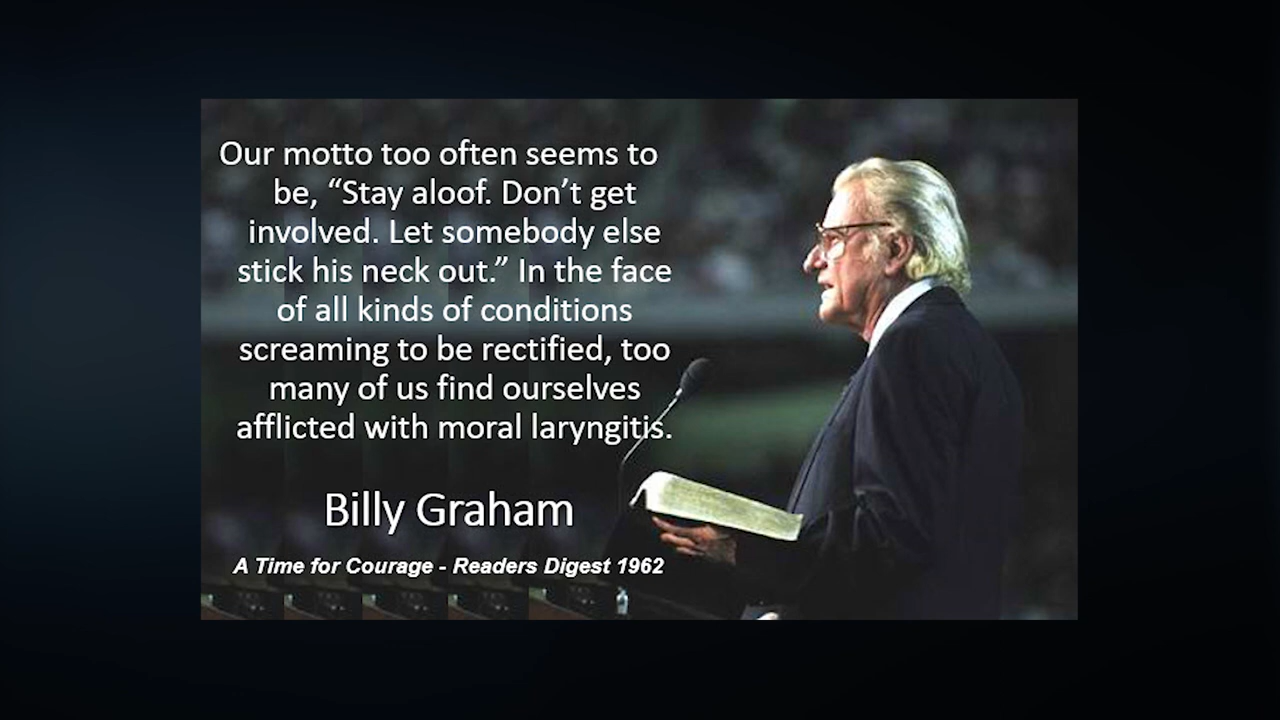 Our motto too often seems to
be, “Stay aloof. Don’t get
involved. Let somebody else
stick his neck out.” In the face
of all kinds of conditions
screaming to be rectified, too
many of us find ourselves
afflicted with moral laryngitis.
Billy Graham
A Time for Courage - Readers Digest 1962